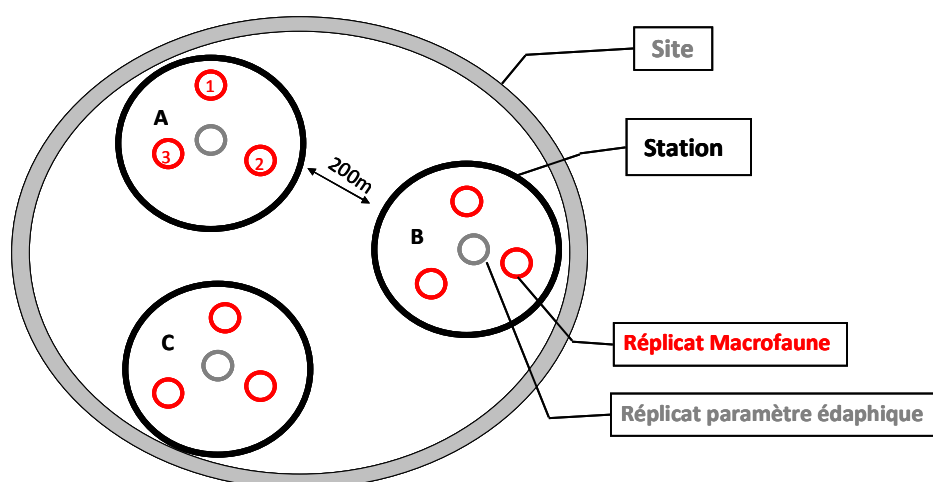 Site
1
A
3
2
200m
Station
B
C
Réplicat Macrofaune
Réplicat paramètre édaphique